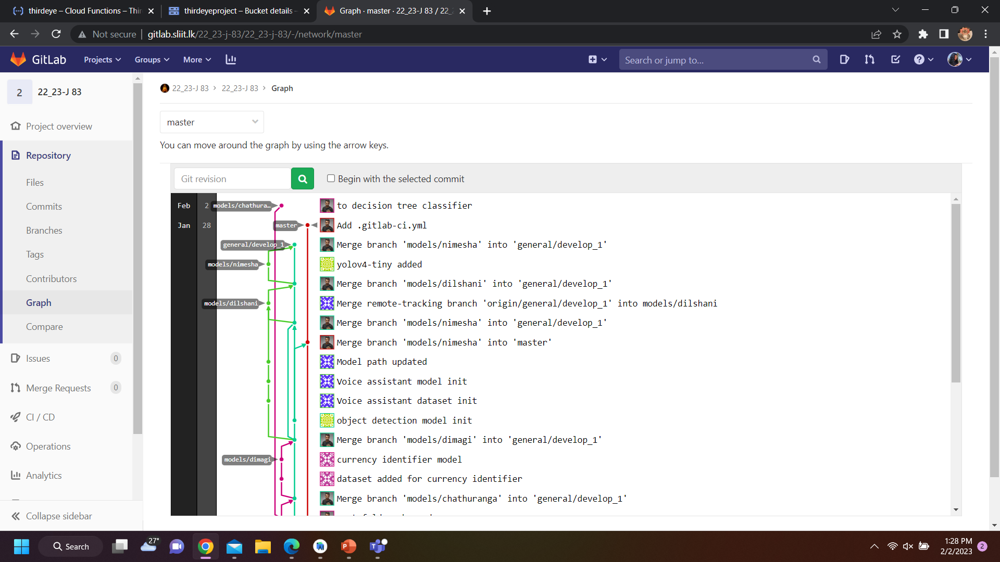 thirdeye – Cloud Functions – Thir
thirdeyeproject – Bucket details –
Graph · master · 22_23-J 83 / 22_2
Not secure
gitlab.sliit.lk/22_23-j-83/22_23-j-83/-/network/master
GitLab
Projects
Groups
More
Search or jump to...
2
22_23-J 83
Project overview
Repository
Files
Commits
Branches
Tags
Contributors
Graph
Compare
Issues
0
Merge Requests
0
CI / CD
Operations
Analytics
Collapse sidebar
22_23-J 83 › 22_23-J 83 › Graph
master
You can move around the graph by using the arrow keys.
Git revision
Begin with the selected commit
Feb 2 models/chathura… to decision tree classifier
Jan 28 master Add .gitlab-ci.yml
general/develop_1 Merge branch 'models/nimesha' into 'general/develop_1'
models/nimesha yolov4-tiny added
Merge branch 'models/dilshani' into 'general/develop_1'
models/dilshani Merge remote-tracking branch 'origin/general/develop_1' into models/dilshani
Merge branch 'models/nimesha' into 'general/develop_1'
Merge branch 'models/nimesha' into 'master'
Model path updated
Voice assistant model init
Voice assistant dataset init
object detection model init
Merge branch 'models/dimagi' into 'general/develop_1'
models/dimagi currency identifier model
dataset added for currency identifier
Merge branch 'models/chathuranga' into 'general/develop_1'
27°
Search
1:28 PM
2/2/2023
2